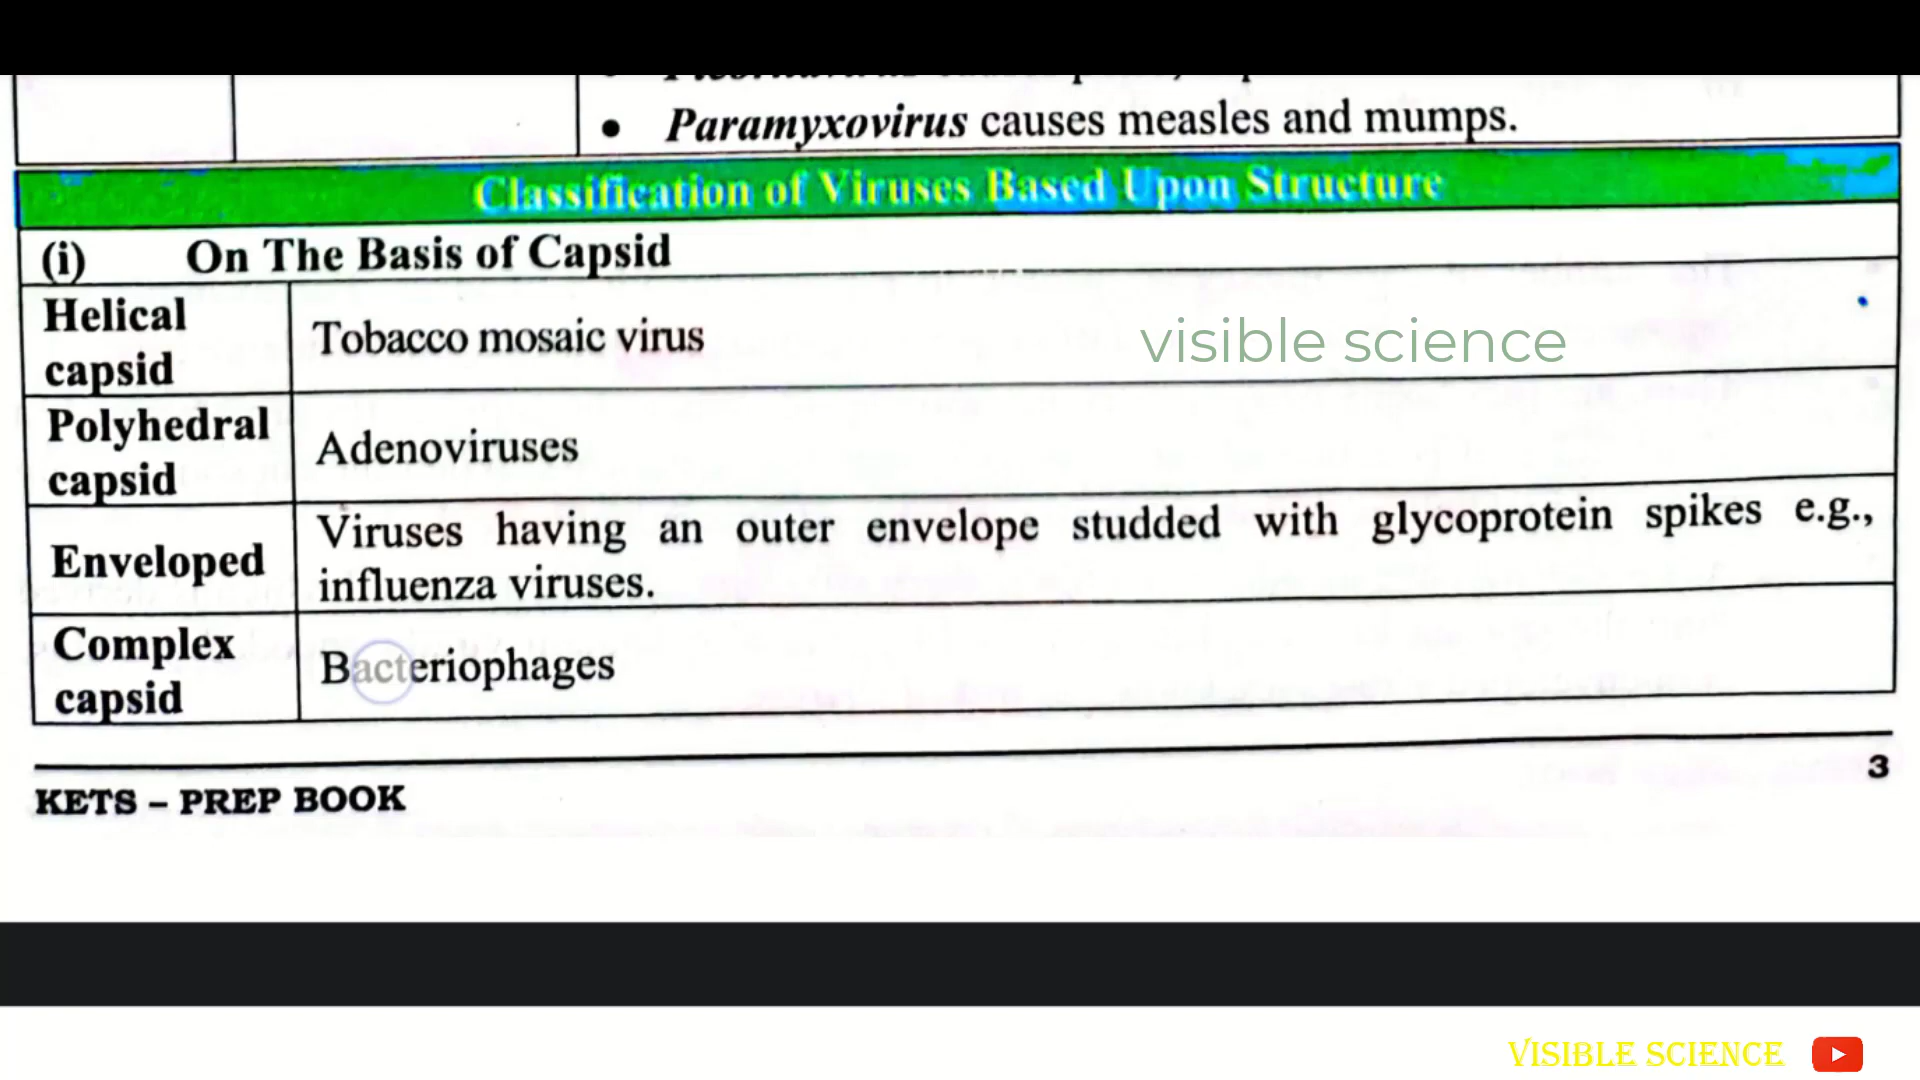 • Paramyxovirus causes measles and mumps.
Classification of Viruses Based Upon Structure
(i) On The Basis of Capsid
Helical
capsid
Tobacco mosaic virus
visible science
Polyhedral
capsid
Adenoviruses
Enveloped
Viruses having an outer envelope studded with glycoprotein spikes e.g.,
influenza viruses.
Complex
capsid
Bacteriophages
3
KETS – PREP BOOK
VISIBLE SCIENCE